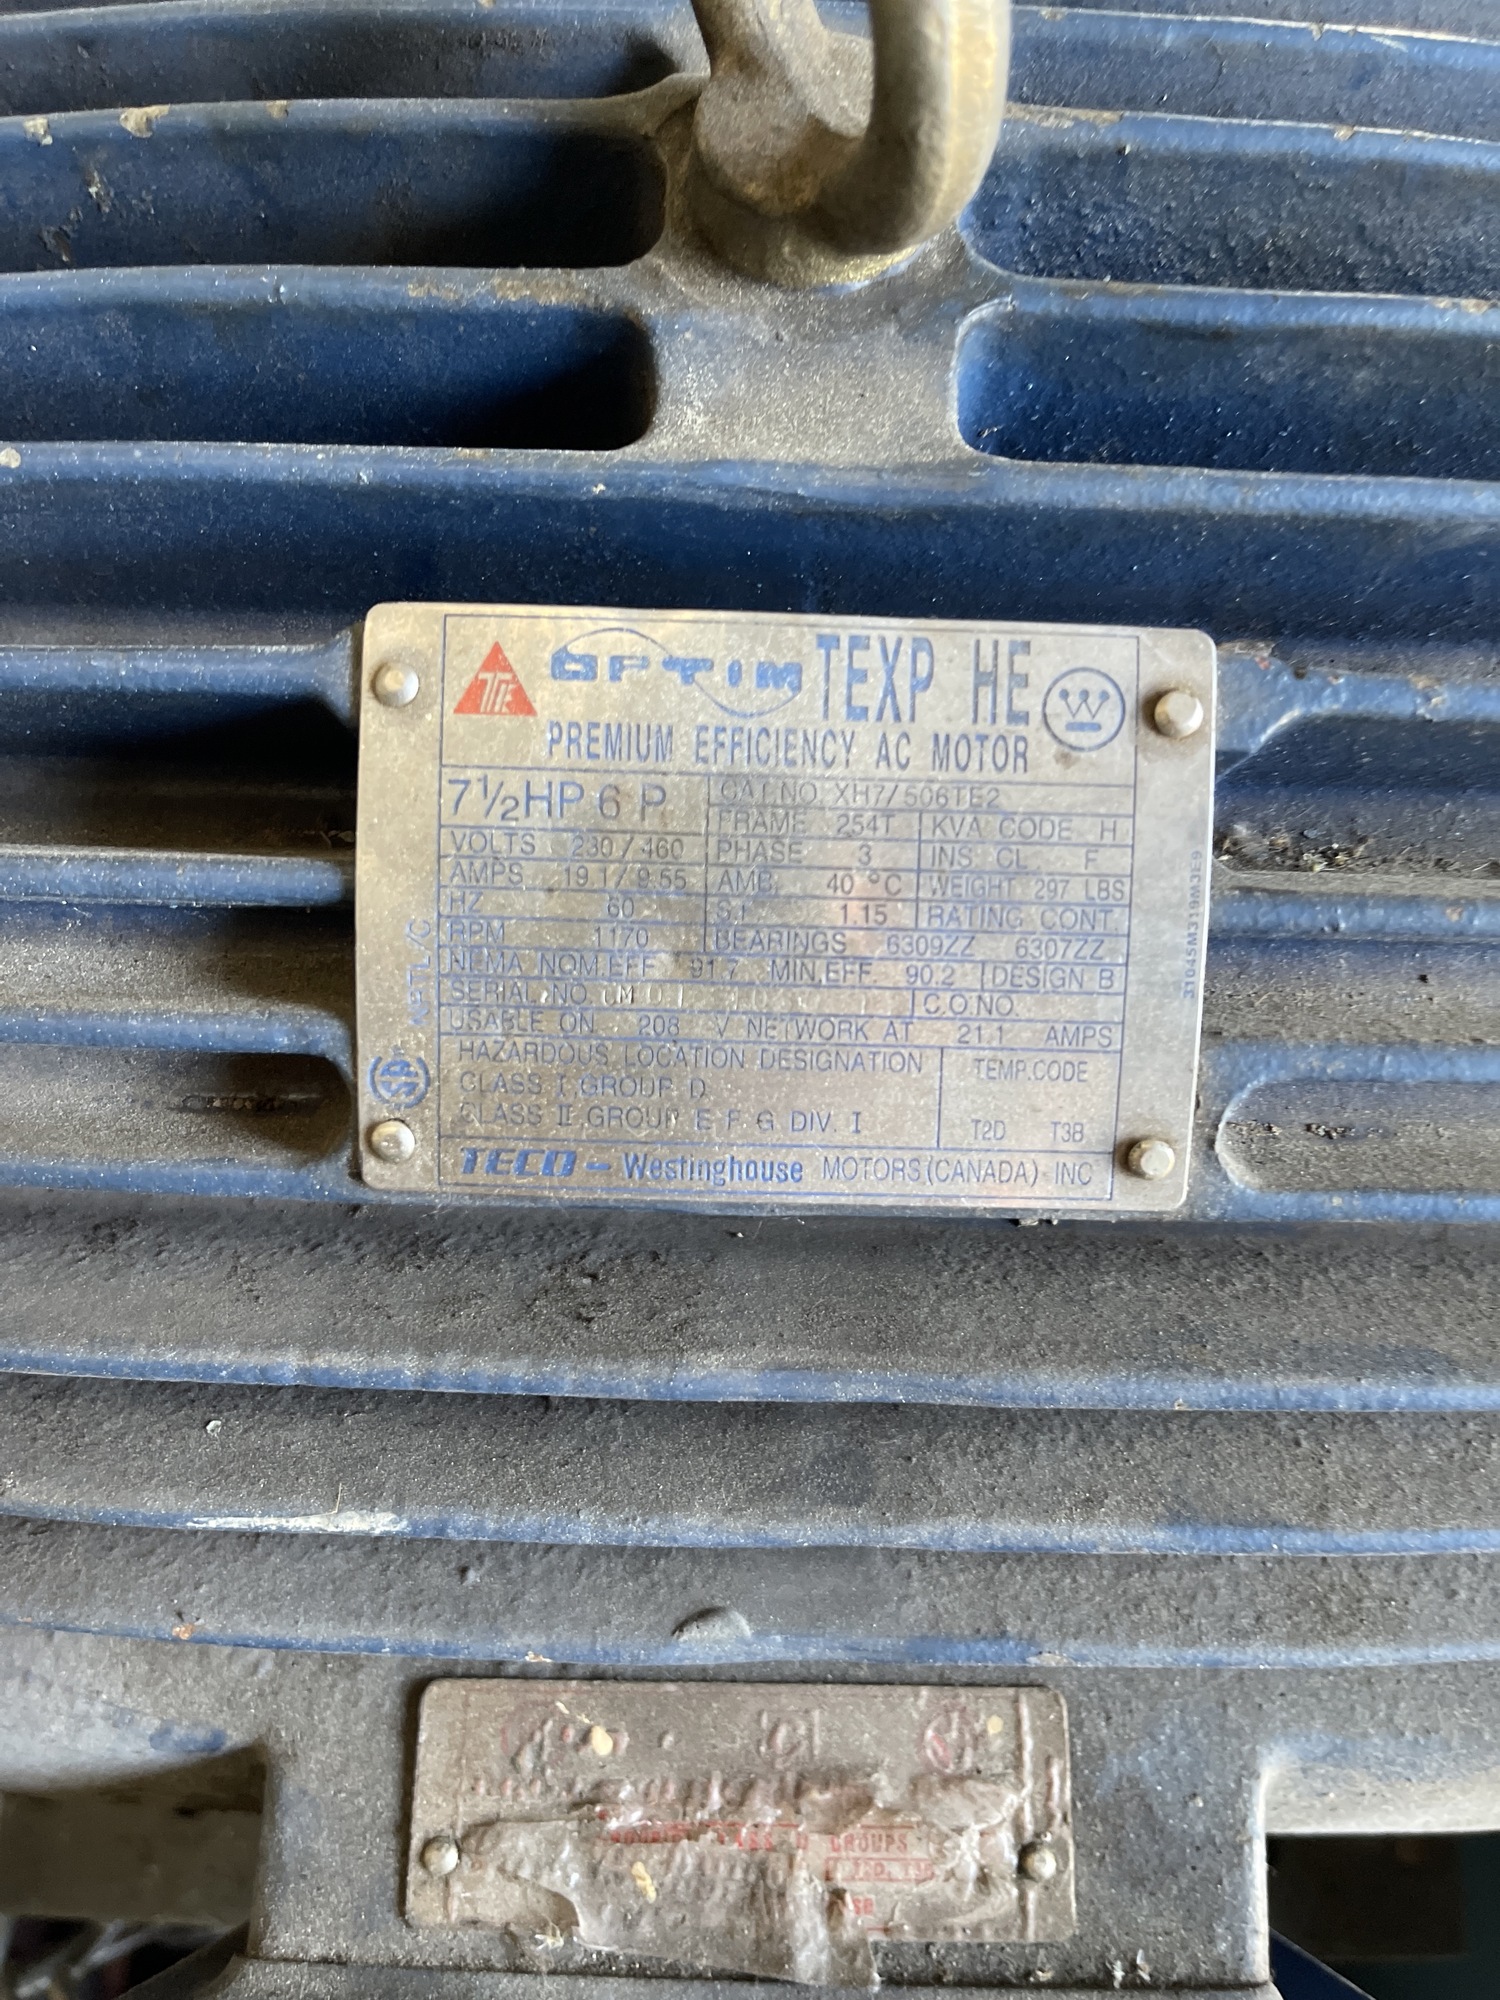 OPTIM TEXP HE
PREMIUM EFFICIENCY AC MOTOR
7½HP 6 P
CAT.NO. XH7/506TE2
FRAME 254T KVA CODE H
VOLTS 230/460 PHASE 3 INS. CL. F
AMPS 19.1/9.55 AMB. 40 °C WEIGHT 297 LBS
HZ 60 S.F. 1.15 RATING CONT.
RPM 1170 BEARINGS 6309ZZ 6307ZZ
NEMA NOM.EFF. 91.7 MIN.EFF. 90.2 DESIGN B
SERIAL NO. C.O.NO.
USABLE ON 208 V NETWORK AT 21.1 AMPS
HAZARDOUS LOCATION DESIGNATION TEMP.CODE
CLASS I,GROUP D
CLASS II,GROUP E F G DIV. I T2D T3B
TECO – Westinghouse MOTORS(CANADA) INC
31045M319M3E9
GROUPS